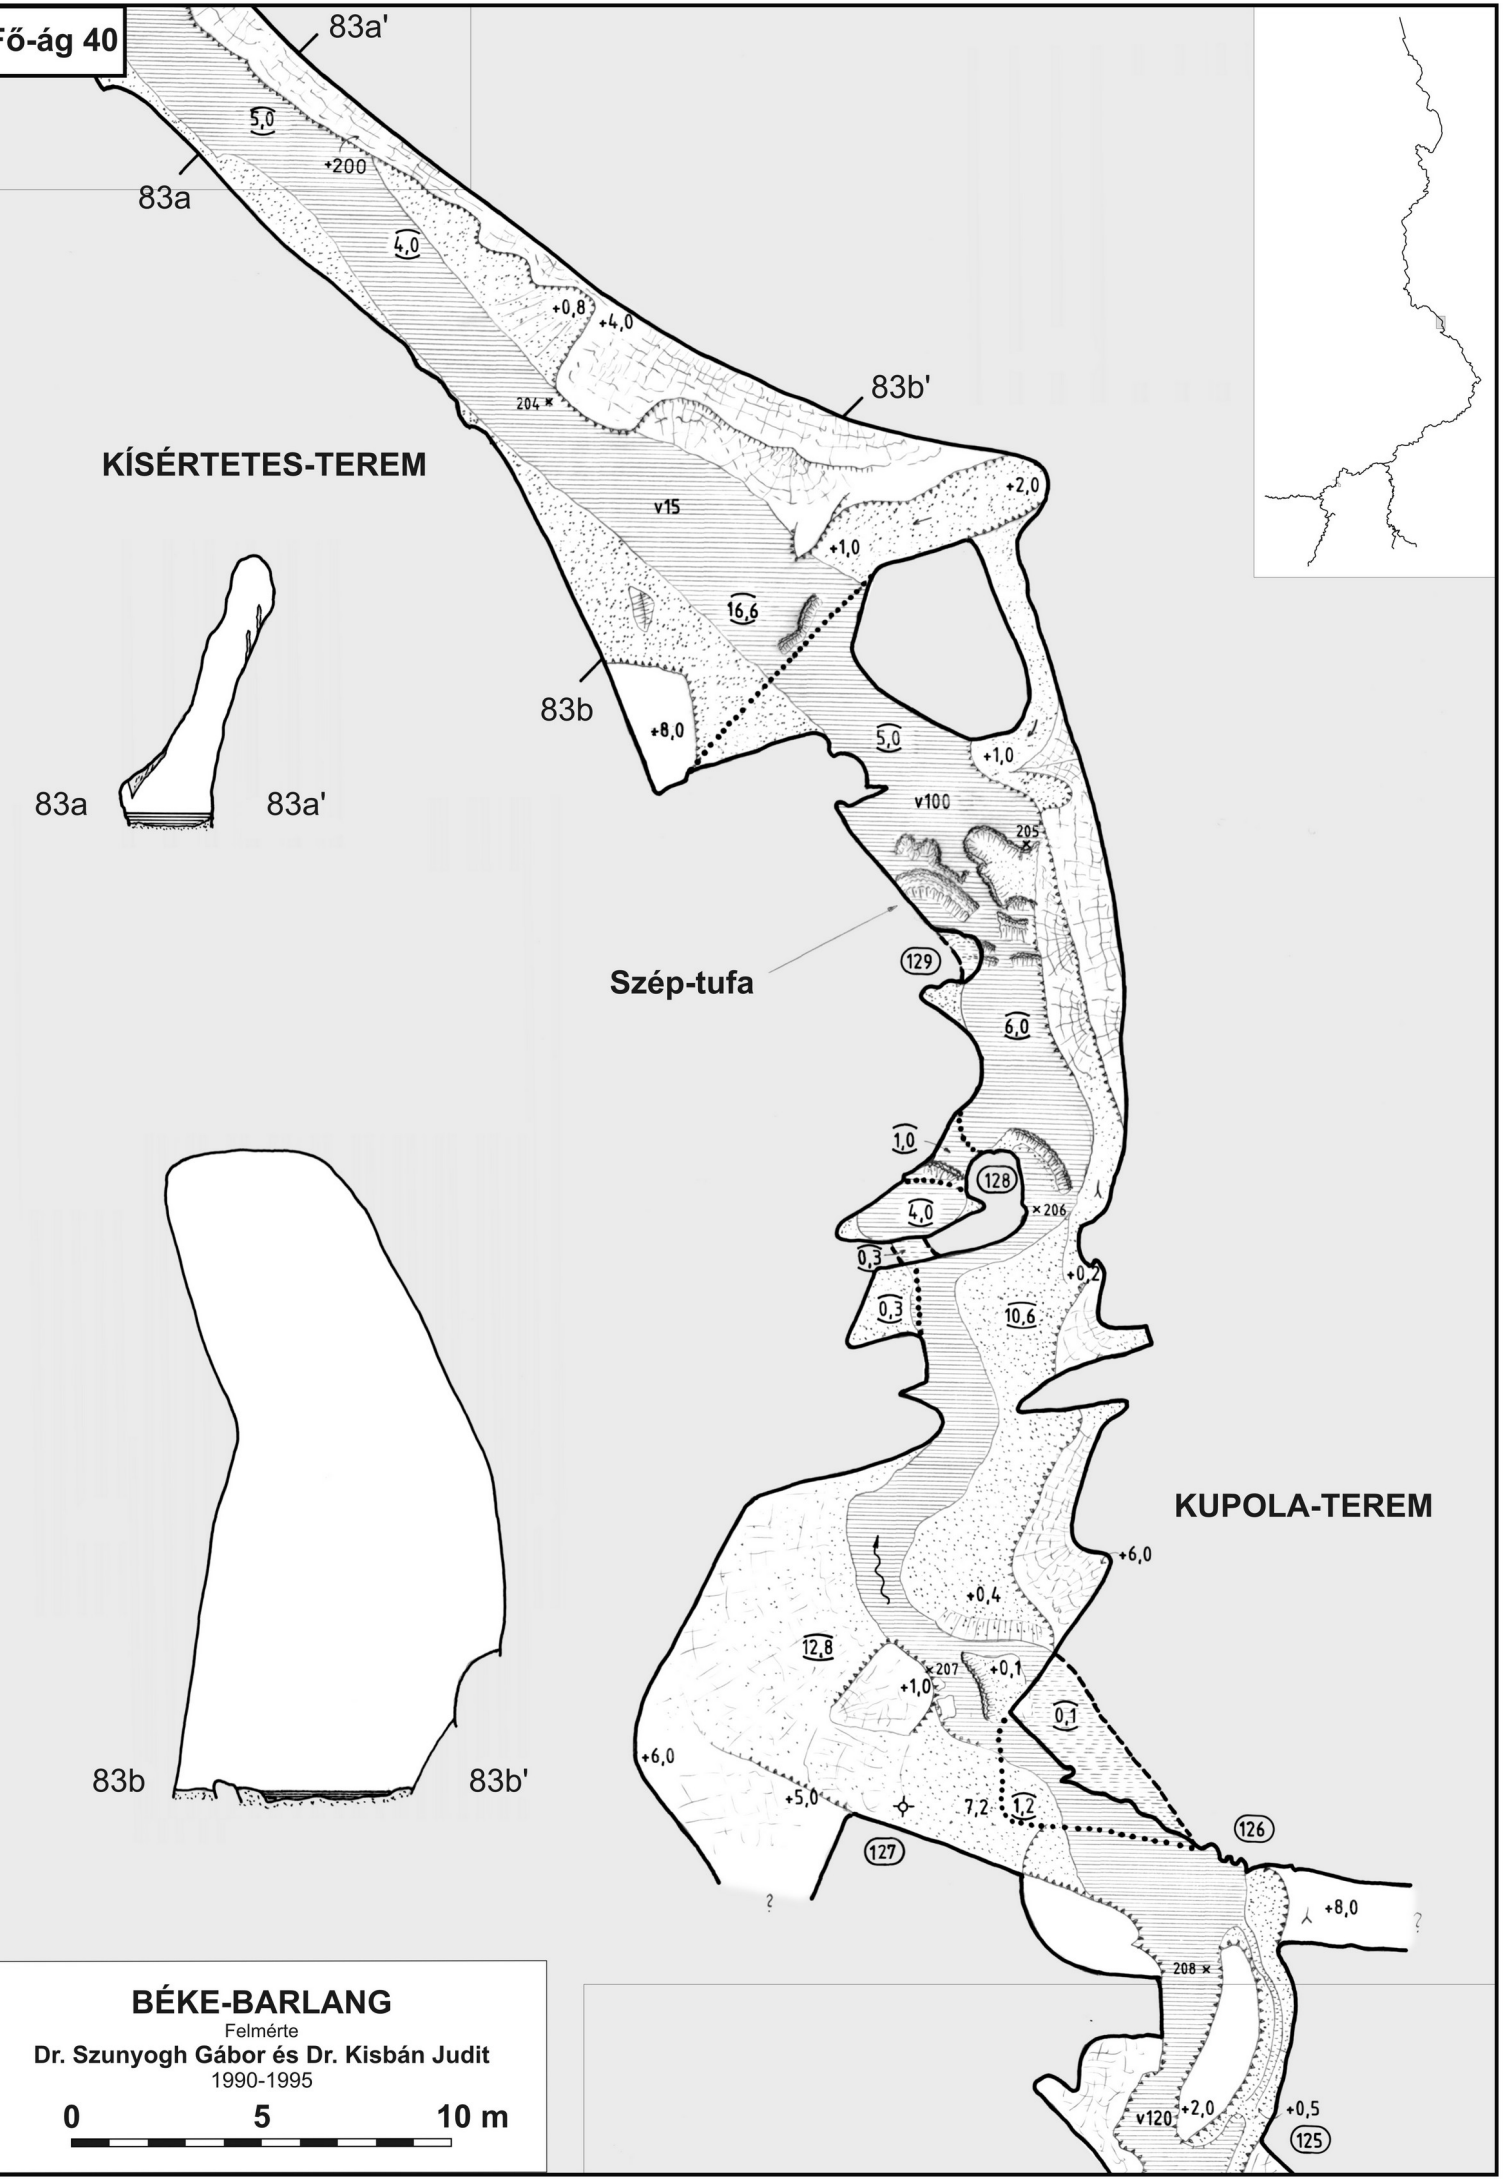 Fő-ág 40
83a'
5,0
+200
83a
4,0
+0,8
+4,0
83b'
204
KÍSÉRTETES-TEREM
+2,0
v15
+1,0
16,6
83b
+8,0
5,0
+1,0
v100
83a
83a'
205
129
Szép-tufa
6,0
1,0
128
4,0
206
0,3
+0,2
0,3
10,6
KUPOLA-TEREM
+6,0
+0,4
12,8
207
+0,1
+1,0
0,1
+6,0
83b
83b'
+5,0
7,2
1,2
126
127
?
+8,0
?
208
BÉKE-BARLANG
Felmérte
Dr. Szunyogh Gábor és Dr. Kisbán Judit
1990-1995
0 5 10 m
v120
+2,0
+0,5
125